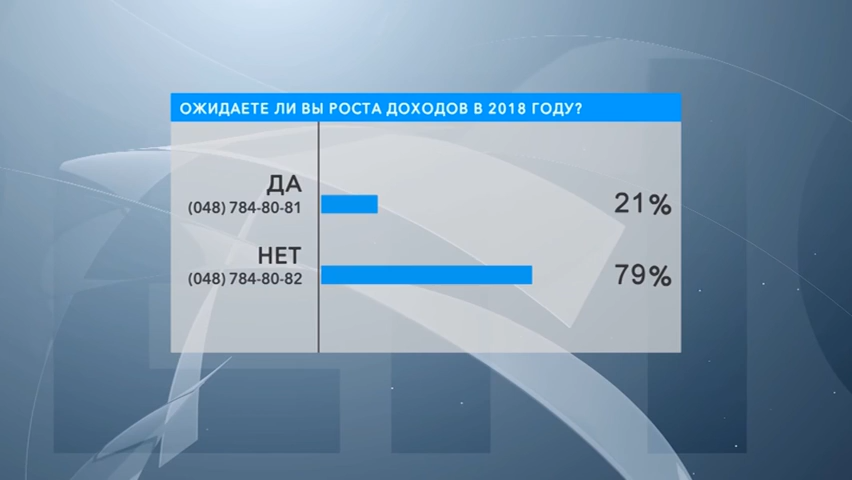 ОЖИДАЕТЕ ЛИ ВЫ РОСТА ДОХОДОВ В 2018 ГОДУ?
ДА
(048) 784-80-81
21%
НЕТ
(048) 784-80-82
79%